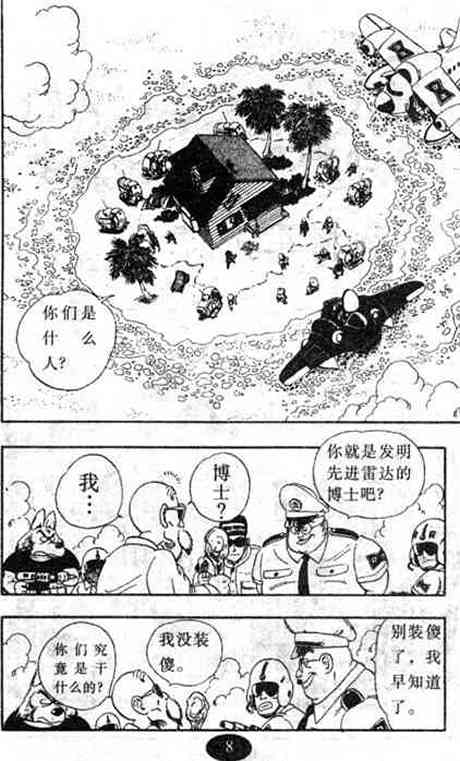 你们是
什么
人?
你就是发明
先进雷达的
博士吧?
博士?
我
…
别装傻
了，我
早知道
了。
我没装
傻。
你们究
竟是干
什么的?
8